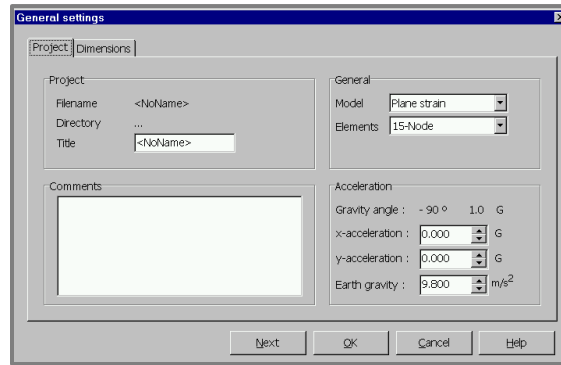 General settings
Project Dimensions
Project
Filename <NoName>
Directory ...
Title <NoName>
General
Model Plane strain
Elements 15-Node
Comments
Acceleration
Gravity angle : - 90 º 1.0 G
x-acceleration : 0.000 G
y-acceleration : 0.000 G
Earth gravity : 9.800 m/s²
Next OK Cancel Help